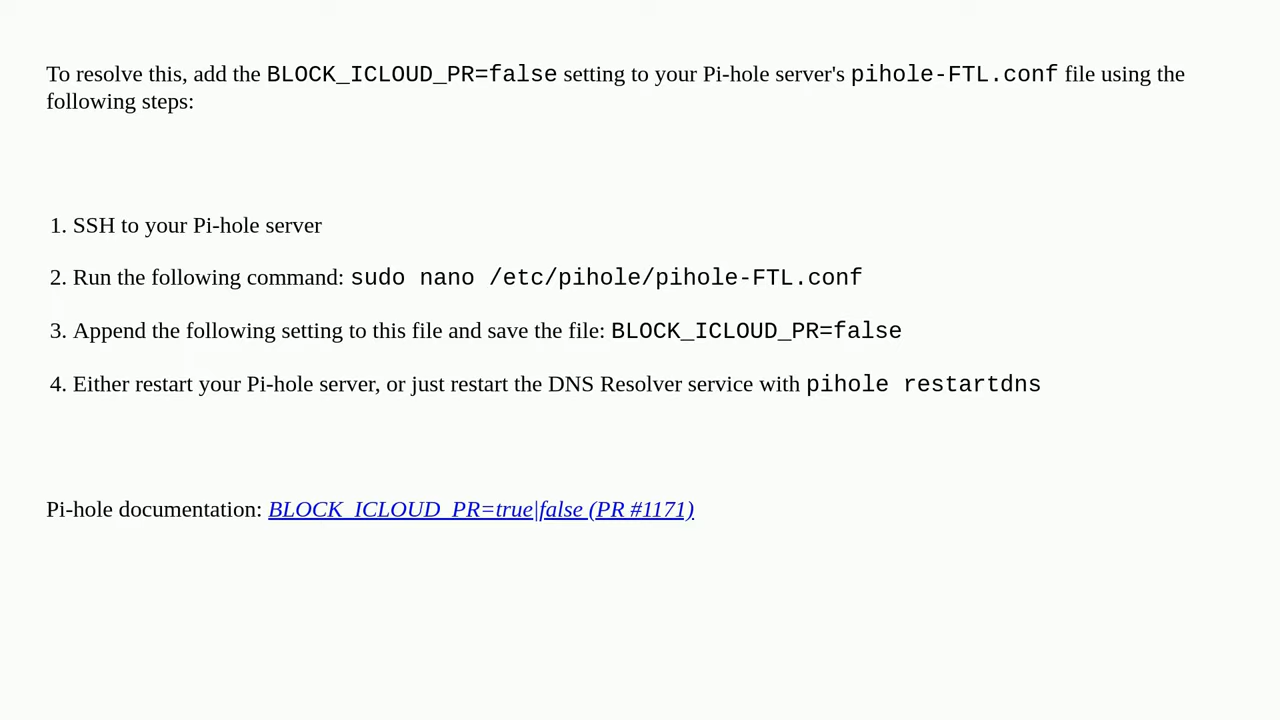 To resolve this, add the BLOCK_ICLOUD_PR=false setting to your Pi-hole server's pihole-FTL.conf file using the
following steps:
1. SSH to your Pi-hole server
2. Run the following command: sudo nano /etc/pihole/pihole-FTL.conf
3. Append the following setting to this file and save the file: BLOCK_ICLOUD_PR=false
4. Either restart your Pi-hole server, or just restart the DNS Resolver service with pihole restartdns
Pi-hole documentation: BLOCK_ICLOUD_PR=true|false (PR #1171)